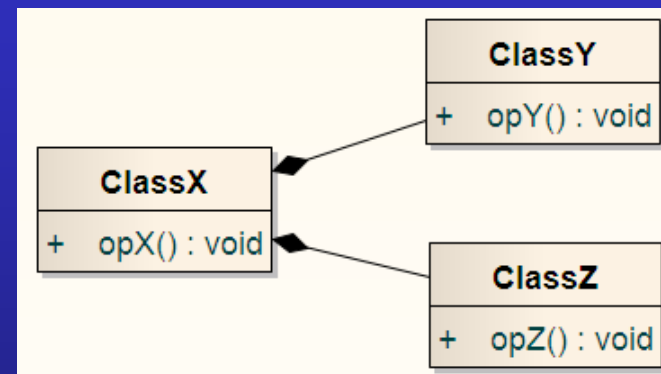 ClassY
+ opY() : void
ClassX
+ opX() : void
ClassZ
+ opZ() : void